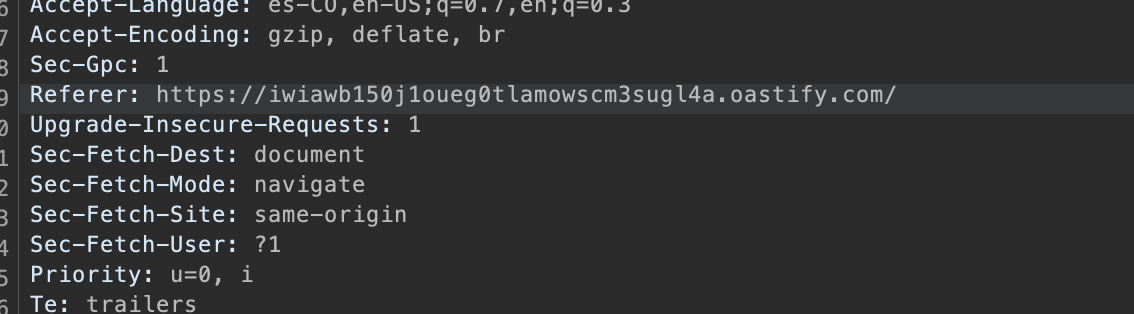 6 Accept-Language: es-CO,en-US;q=0.7,en;q=0.3
7 Accept-Encoding: gzip, deflate, br
8 Sec-Gpc: 1
9 Referer: https://iwiawb150j1oueg0tlamowscm3sugl4a.oastify.com/
0 Upgrade-Insecure-Requests: 1
1 Sec-Fetch-Dest: document
2 Sec-Fetch-Mode: navigate
3 Sec-Fetch-Site: same-origin
4 Sec-Fetch-User: ?1
5 Priority: u=0, i
6 Te: trailers